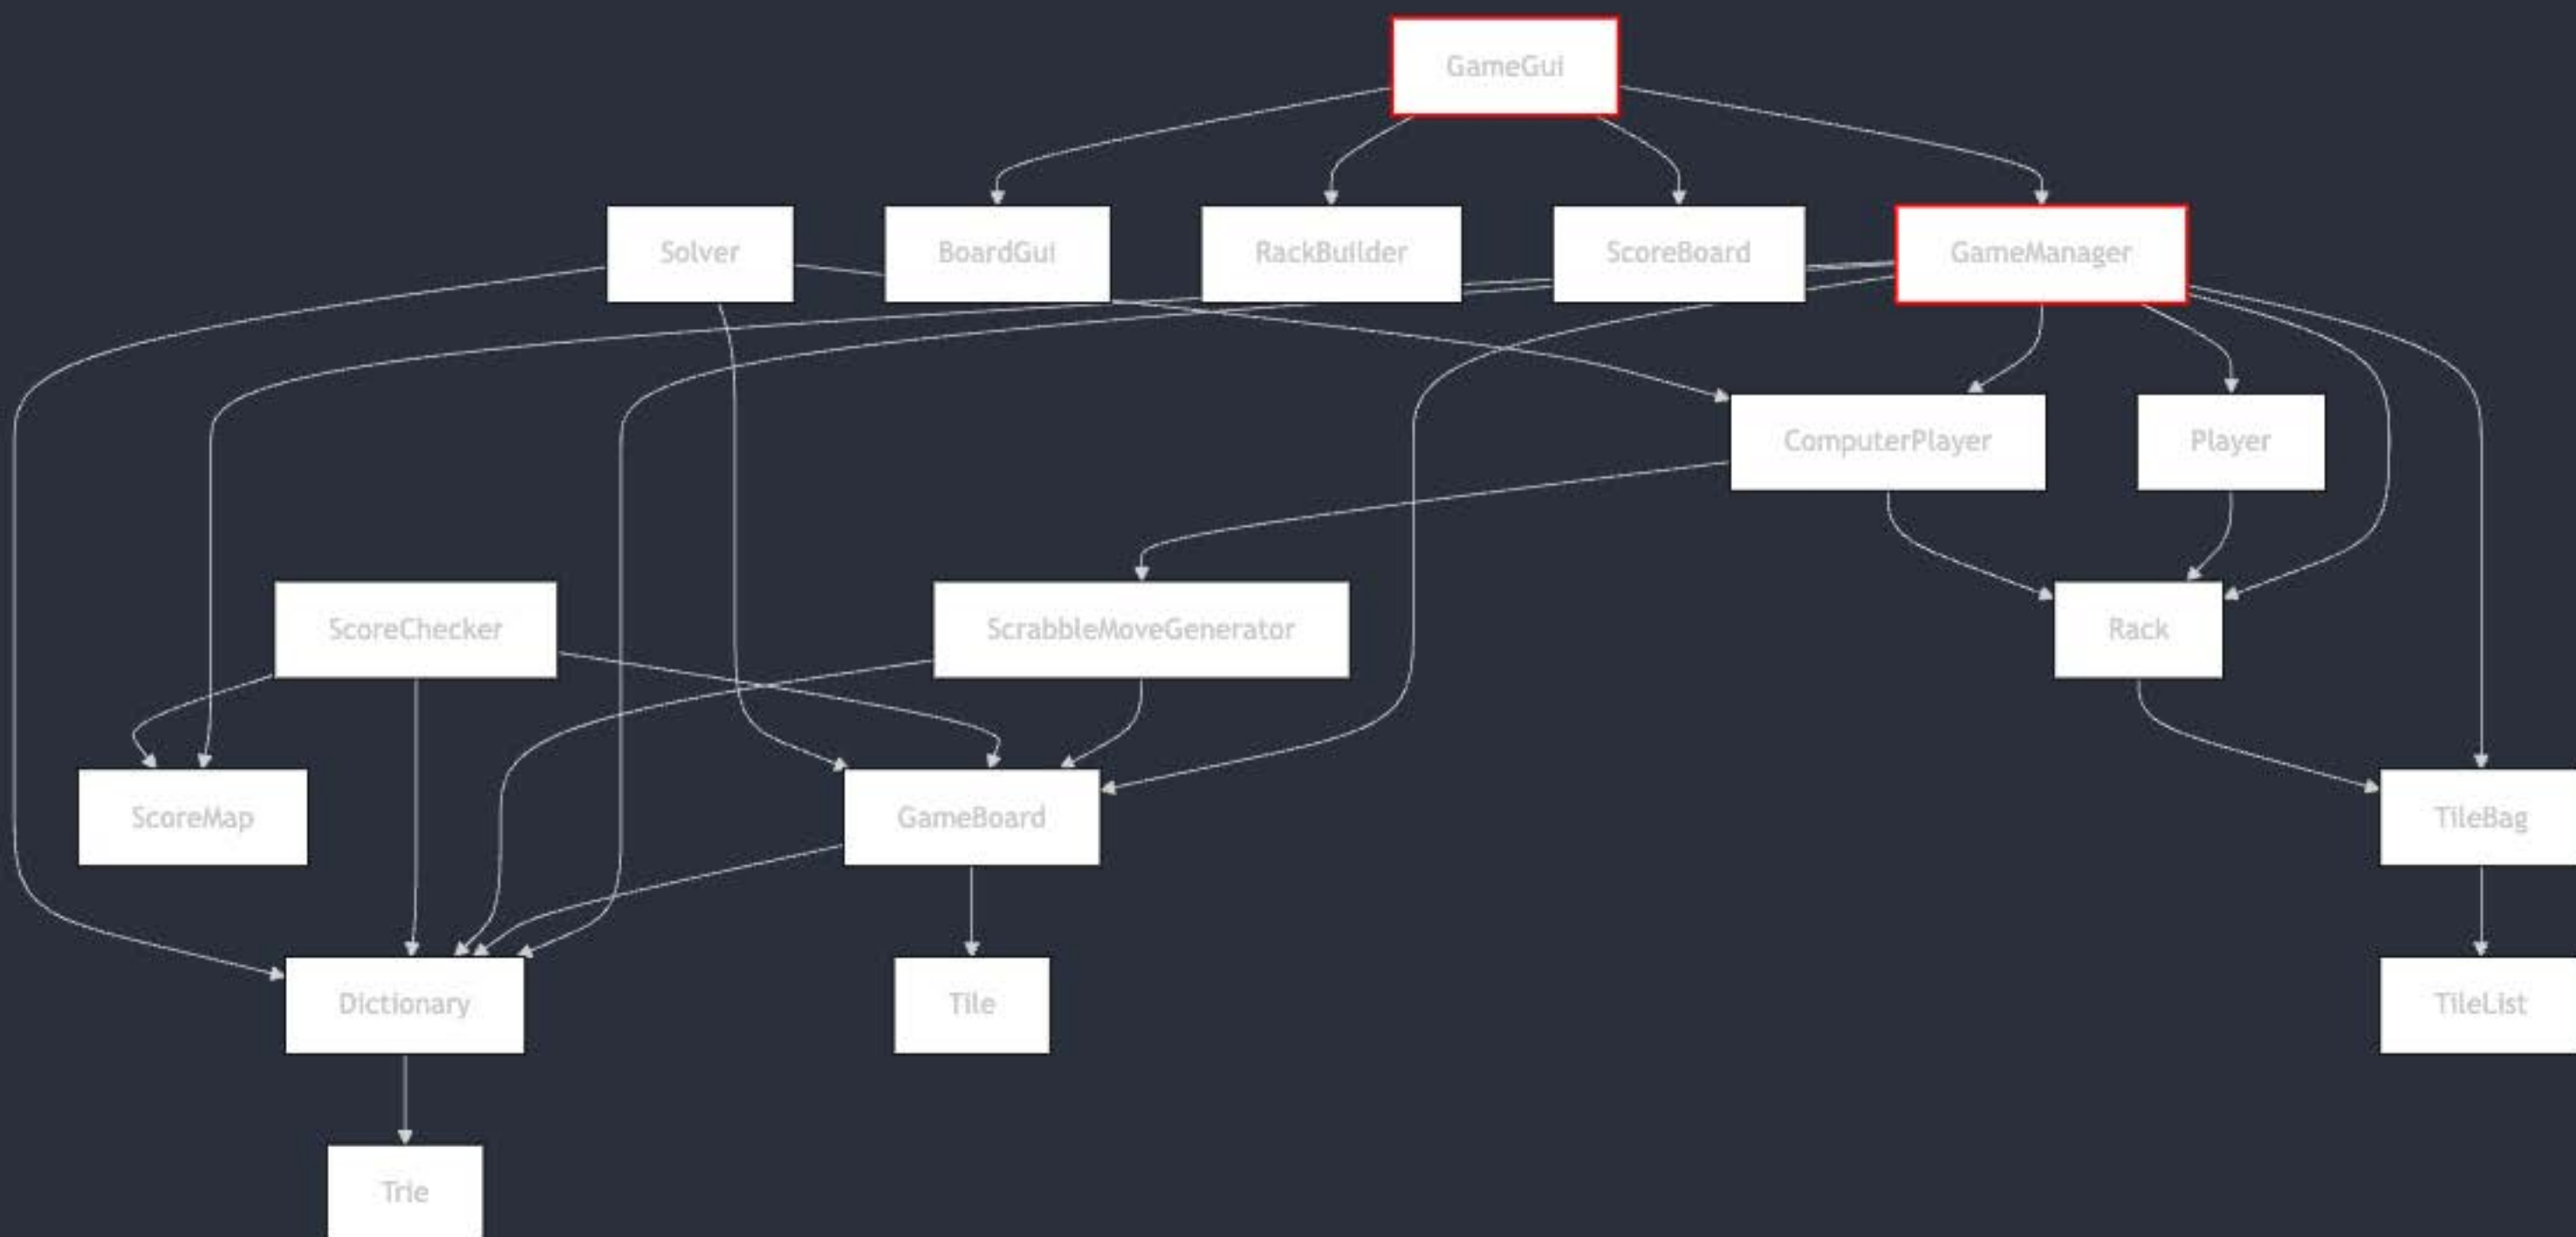 GameGui
Solver
BoardGui
RackBuilder
ScoreBoard
GameManager
ComputerPlayer
Player
ScoreChecker
ScrabbleMoveGenerator
Rack
ScoreMap
GameBoard
TileBag
Dictionary
Tile
TileList
Trie